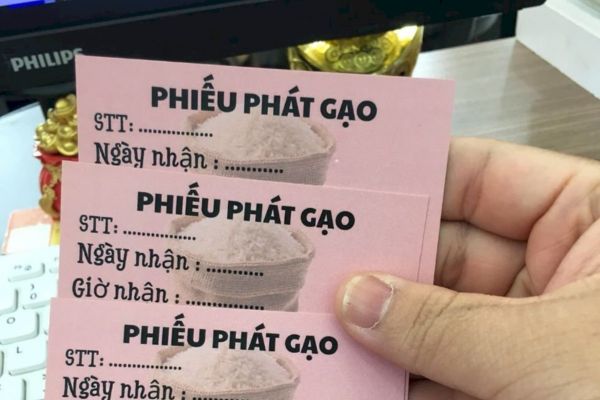 PHILIPS
PHIẾU PHÁT GẠO
STT: ................
Ngày nhận : ...........
PHIẾU PHÁT GẠO
STT: ................
Ngày nhận : ...........
Giờ nhận : ..............
PHIẾU PHÁT GẠO
STT: ................
Ngày nhận : ...........